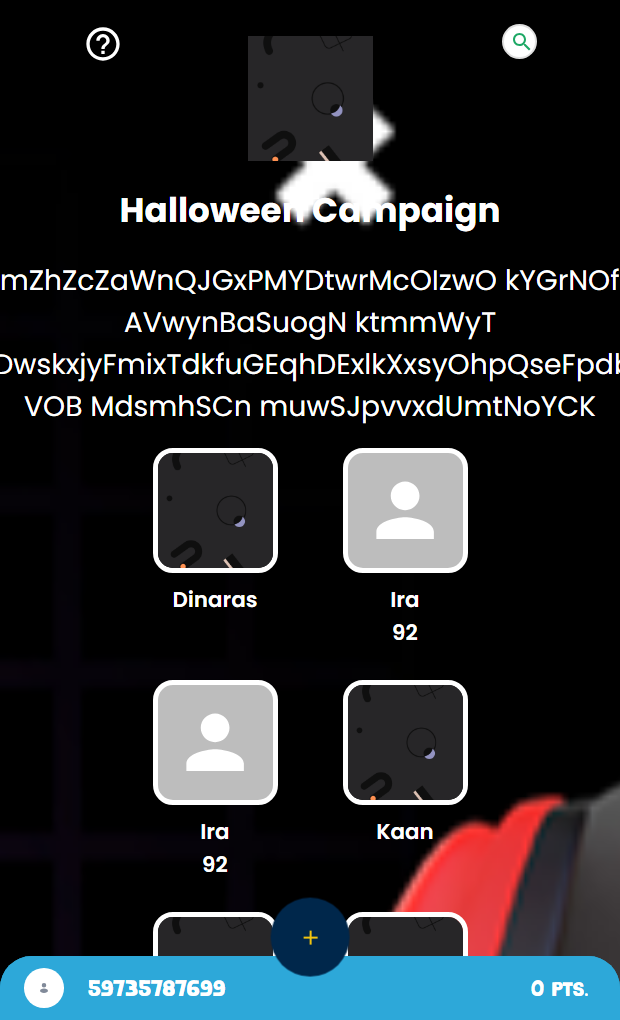 Halloween Campaign
mZhZcZaWnQJGxPMYDtwrMcOIzwO kYGrNOf
AVwynBaSuogN ktmmWyT
DwskxjyFmixTdkfuGEqhDExlkXxsyOhpQseFpdb
VOB MdsmhSCn muwSJpvvxdUmtNoYCK
Dinaras
Ira
92
Ira
92
Kaan
59735787699
0 PTS.